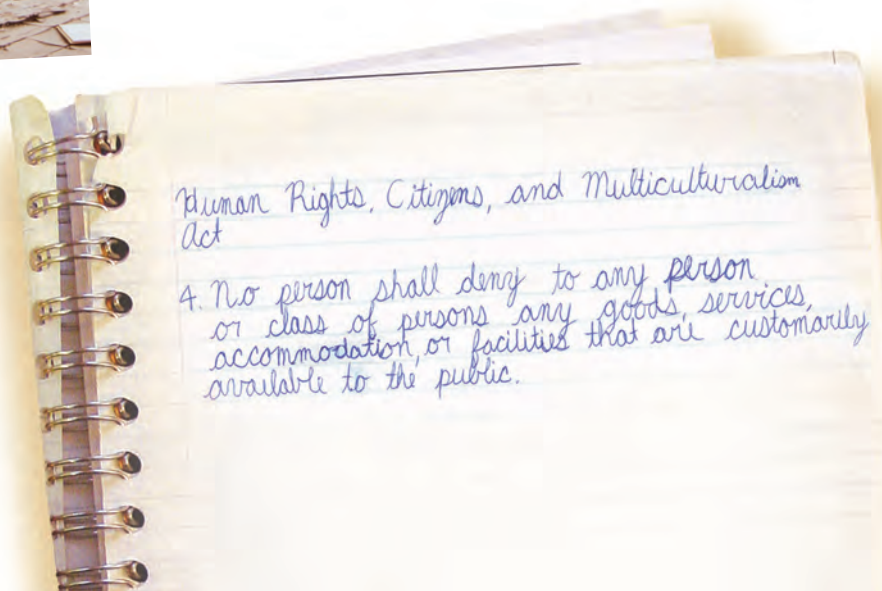 Human Rights, Citizens, and Multiculturalism
Act
4. No person shall deny to any person
or class of persons any goods, services,
accommodation, or facilities that are customarily
available to the public.